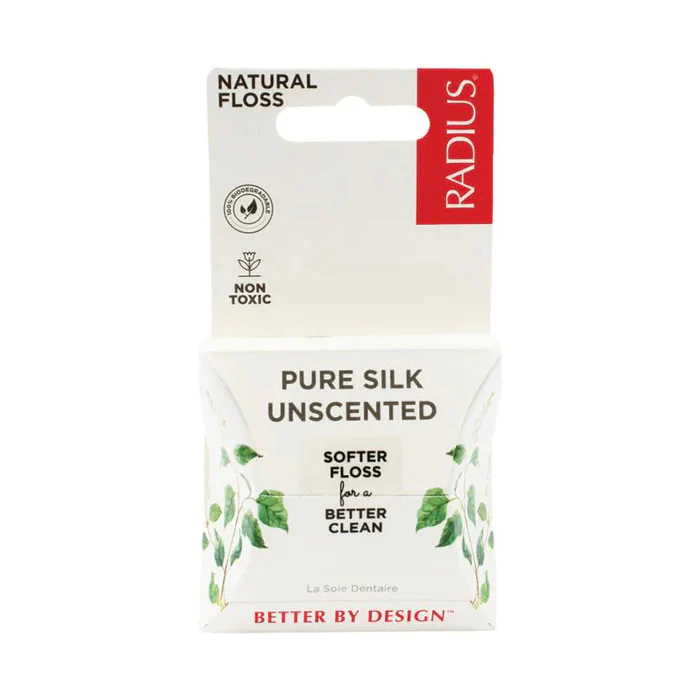 NATURAL
FLOSS
RADIUS®
100% BIODEGRADABLE
NON
TOXIC
PURE SILK
UNSCENTED
SOFTER
FLOSS
for a
BETTER
CLEAN
La Soie Dentaire
BETTER BY DESIGN™